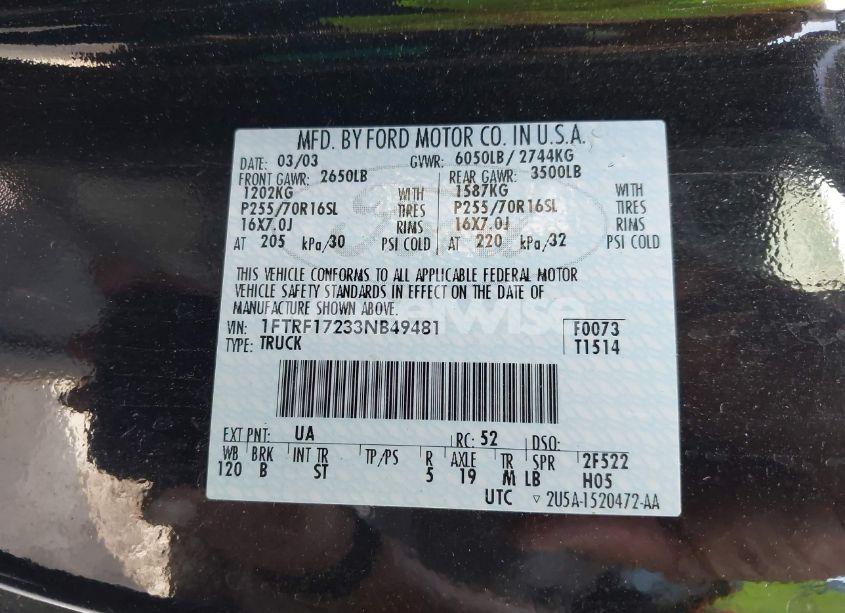 MFD. BY FORD MOTOR CO. IN U.S.A.
DATE: 03/03 GVWR: 6050LB/ 2744KG
FRONT GAWR: 2650LB REAR GAWR: 3500LB
1202KG WITH 1587KG WITH
P255/70R16SL TIRES P255/70R16SL TIRES
16X7.0J RIMS 16X7.0J RIMS
AT 205 kPa/30 PSI COLD AT 220 kPa/32 PSI COLD
THIS VEHICLE CONFORMS TO ALL APPLICABLE FEDERAL MOTOR
VEHICLE SAFETY STANDARDS IN EFFECT ON THE DATE OF
MANUFACTURE SHOWN ABOVE.
VIN: 1FTRF17233NB49481 F0073
TYPE: TRUCK T1514
EXT PNT: UA RC: 52 DSO:
WB BRK INT TR TP/PS R AXLE TR SPR 2F522
120 B ST 5 19 M LB H05
UTC ▽ 2U5A-1520472-AA